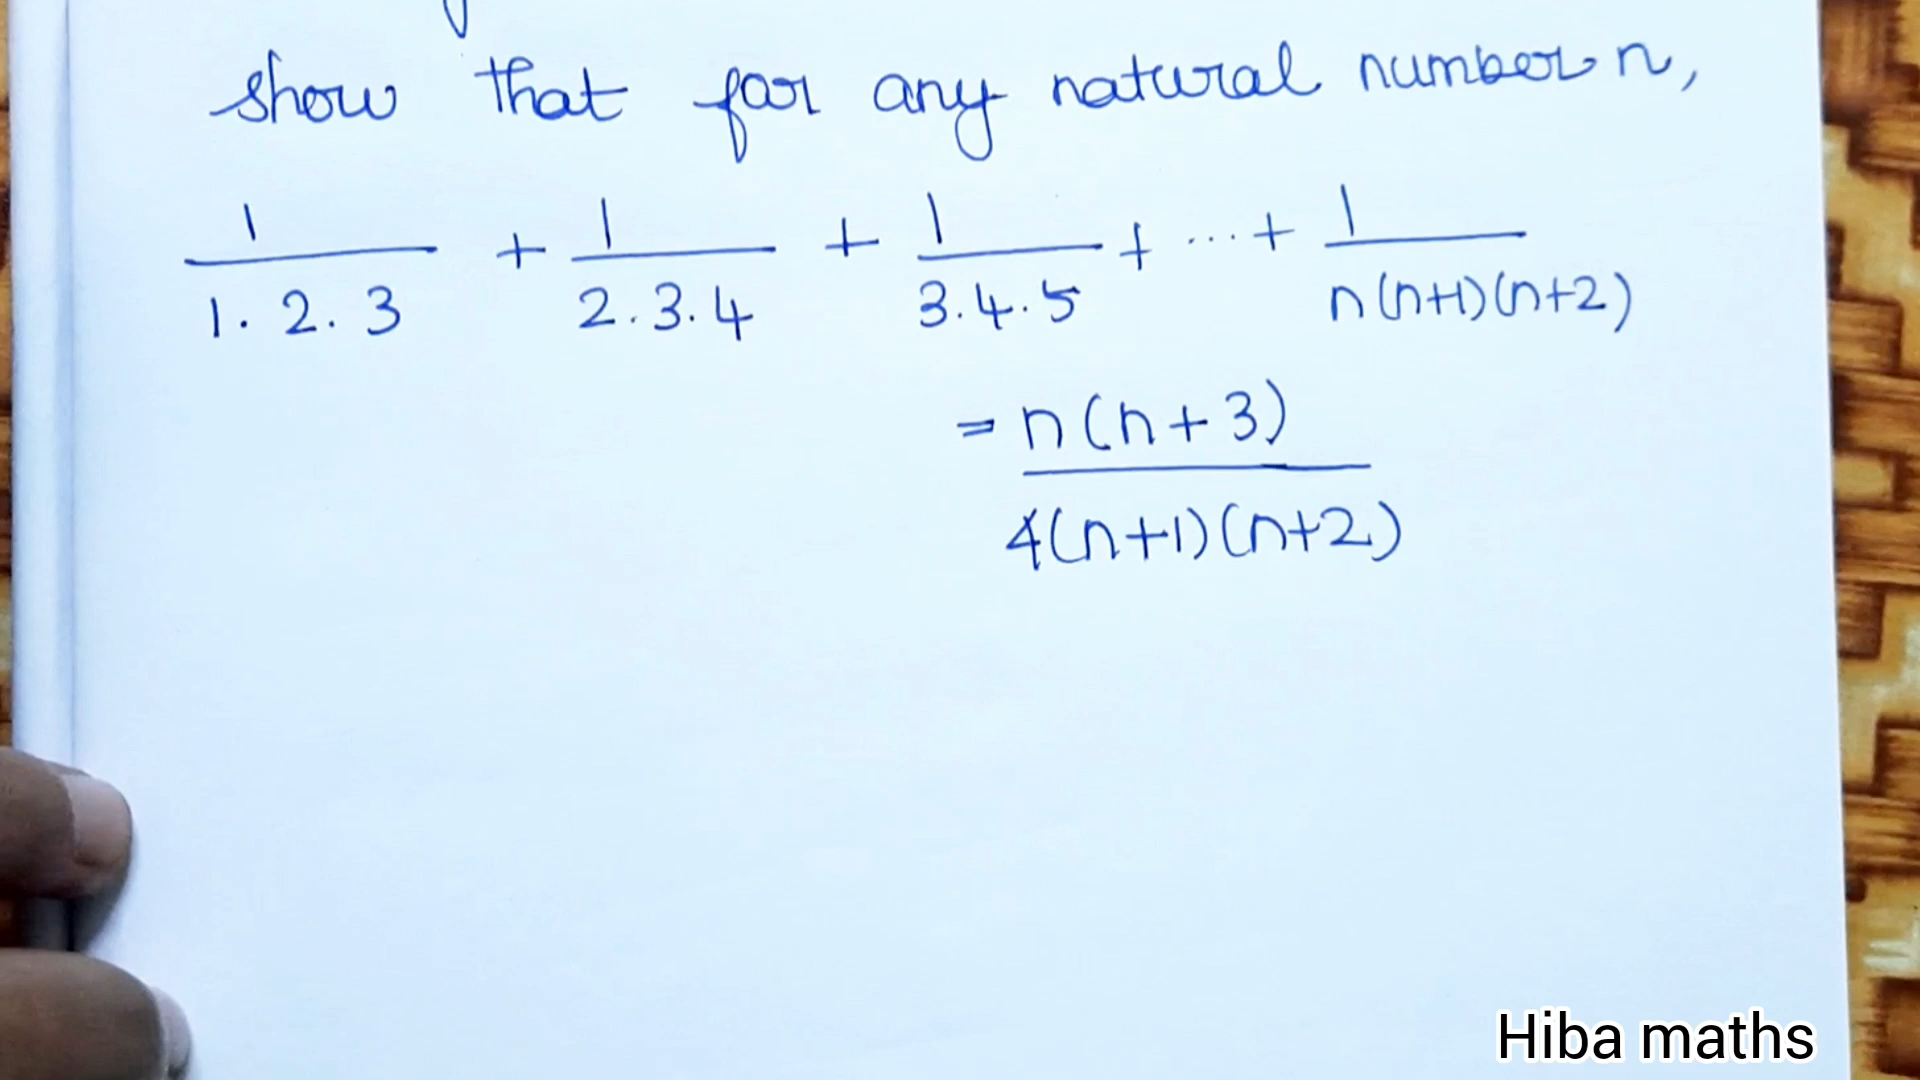 show that for any natural number n,
1/1.2.3 + 1/2.3.4 + 1/3.4.5 + ... + 1/n(n+1)(n+2)
= n(n+3)/4(n+1)(n+2)
Hiba maths